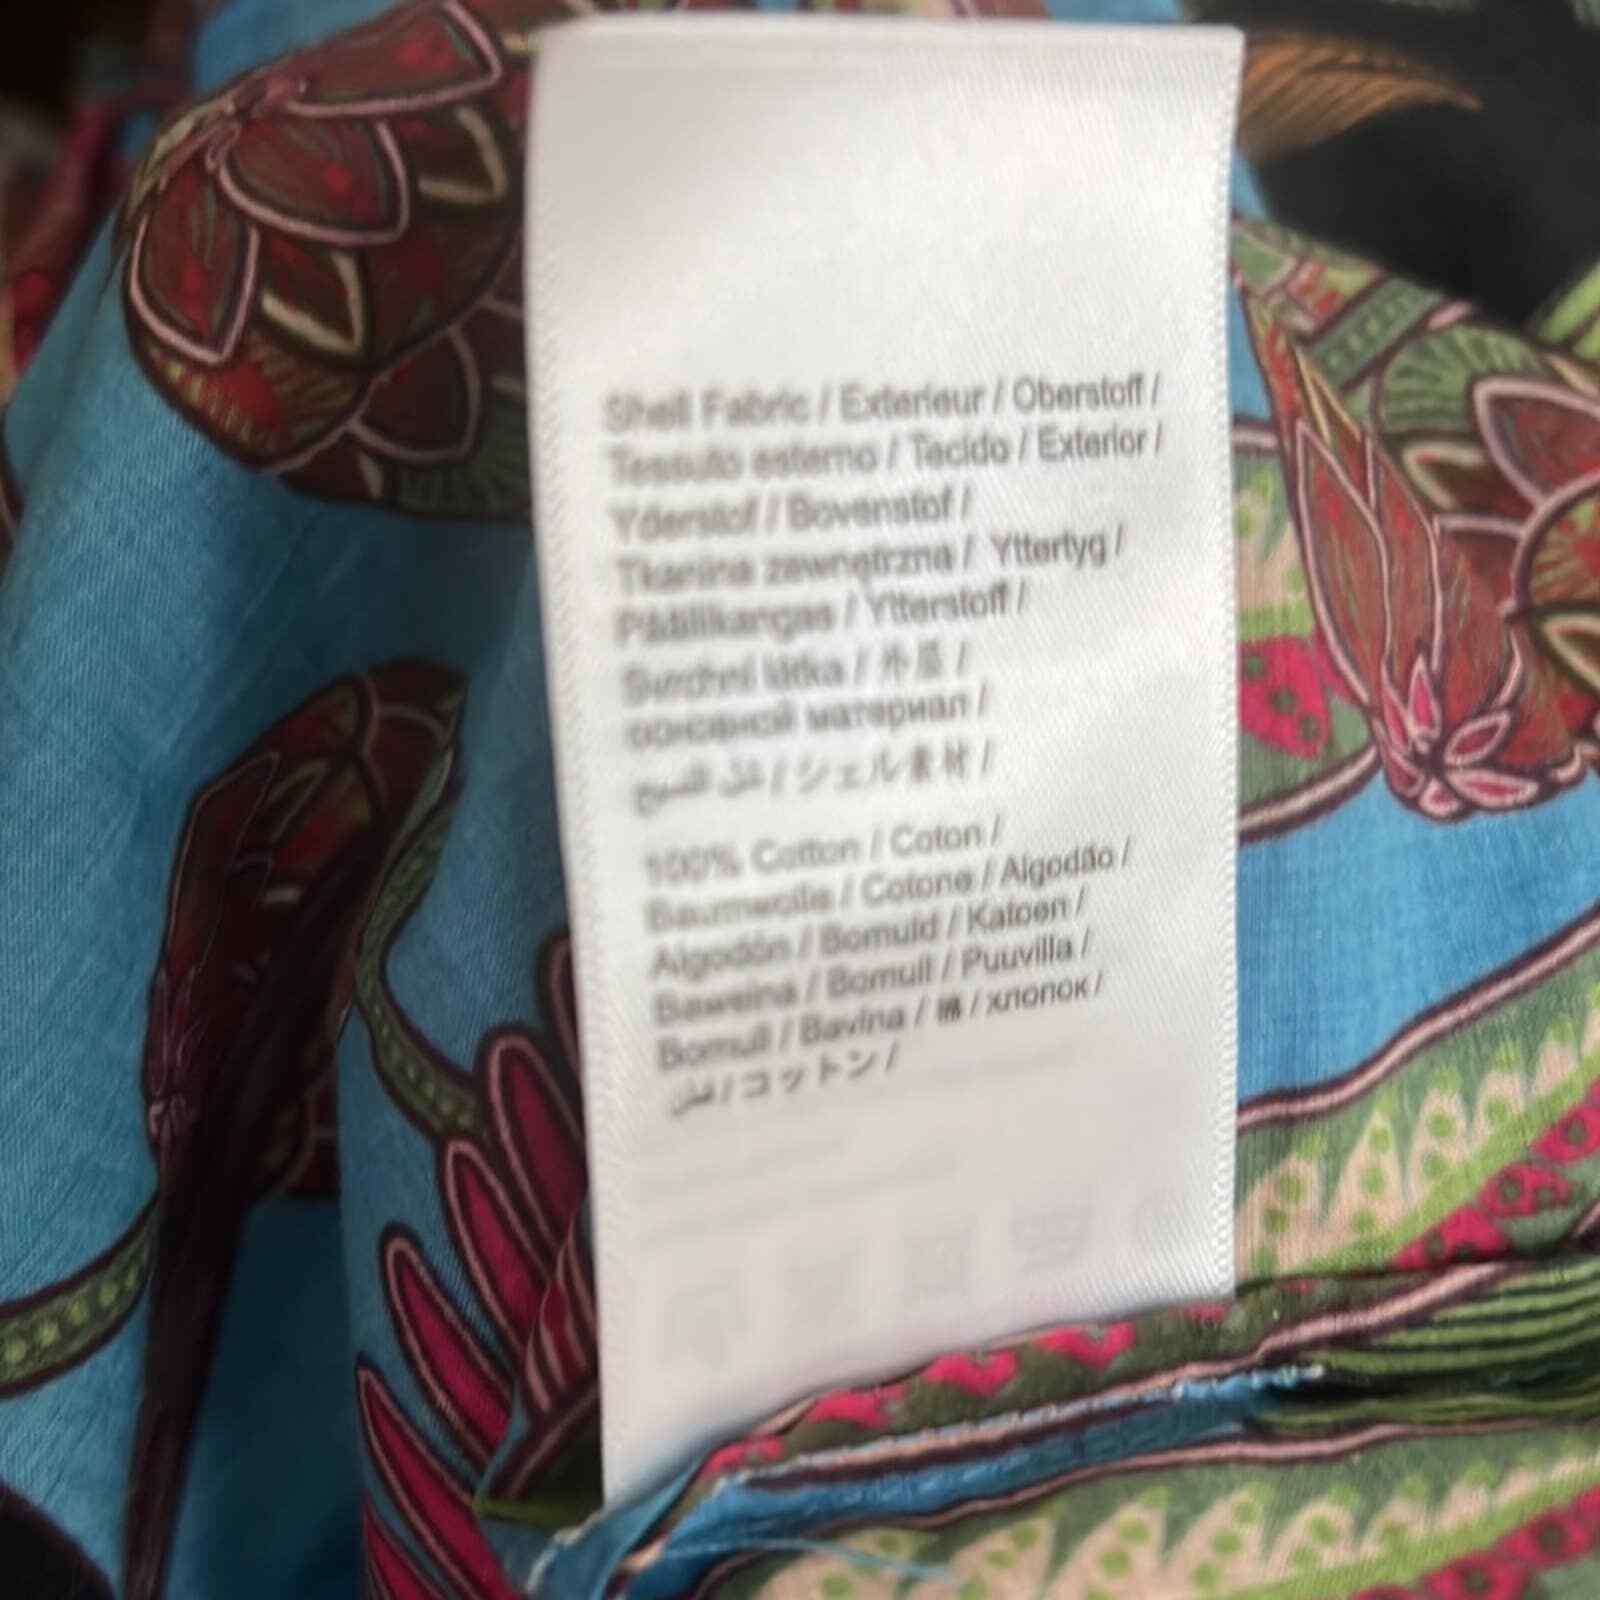 Shell Fabric / Exterieur / Oberstoff /
Tessuto esterno / Tecido / Exterior /
Yderstof / Bovenstof /
Tkanina zewnętrzna / Yttertyg /
Päällikangas / Ytterstoff /
Svrchní látka / 外层 /
основной материал /
/ シェル素材 /
100% Cotton / Coton /
Baumwolle / Cotone / Algodão /
Algodón / Bomuld / Katoen /
Bawełna / Bomull / Puuvilla /
Bomull / Bavlna / 棉 / хлопок /
/ コットン /